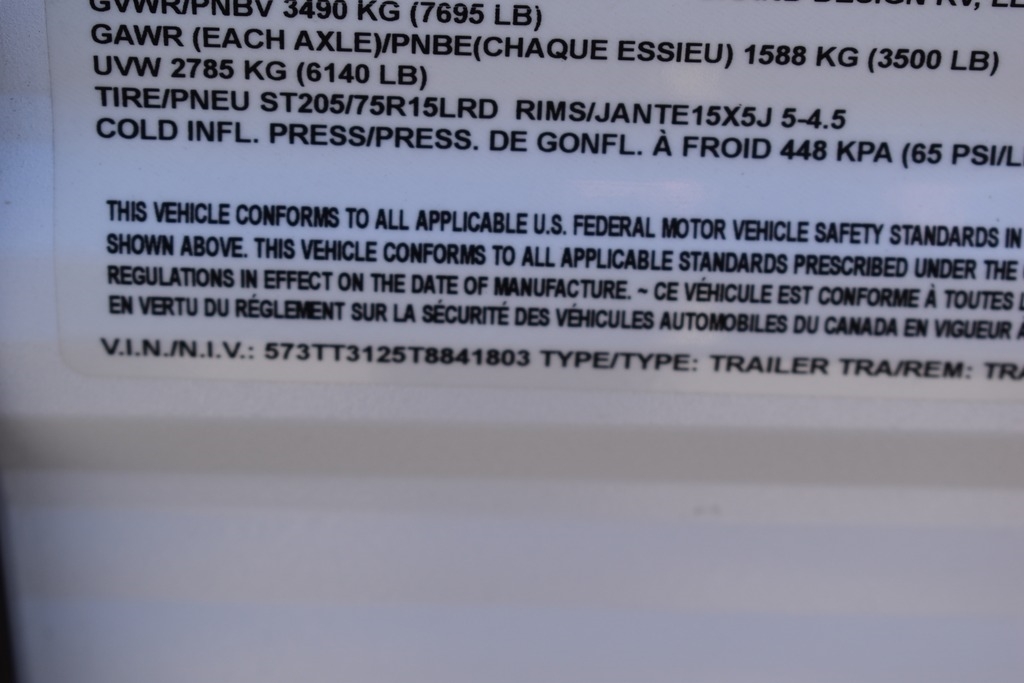 GVWR/PNBV 3490 KG (7695 LB) DESIGN RV, 
GAWR (EACH AXLE)/PNBE(CHAQUE ESSIEU) 1588 KG (3500 LB)
UVW 2785 KG (6140 LB)
TIRE/PNEU ST205/75R15LRD RIMS/JANTE15X5J 5-4.5
COLD INFL. PRESS/PRESS. DE GONFL. À FROID 448 KPA (65 PSI/L
THIS VEHICLE CONFORMS TO ALL APPLICABLE U.S. FEDERAL MOTOR VEHICLE SAFETY STANDARDS IN
SHOWN ABOVE. THIS VEHICLE CONFORMS TO ALL APPLICABLE STANDARDS PRESCRIBED UNDER THE
REGULATIONS IN EFFECT ON THE DATE OF MANUFACTURE. ~ CE VÉHICULE EST CONFORME À TOUTES
EN VERTU DU RÉGLEMENT SUR LA SÉCURITÉ DES VÉHICULES AUTOMOBILES DU CANADA EN VIGUEUR A
V.I.N./N.I.V.: 573TT3125T8841803 TYPE/TYPE: TRAILER TRA/REM: TRA